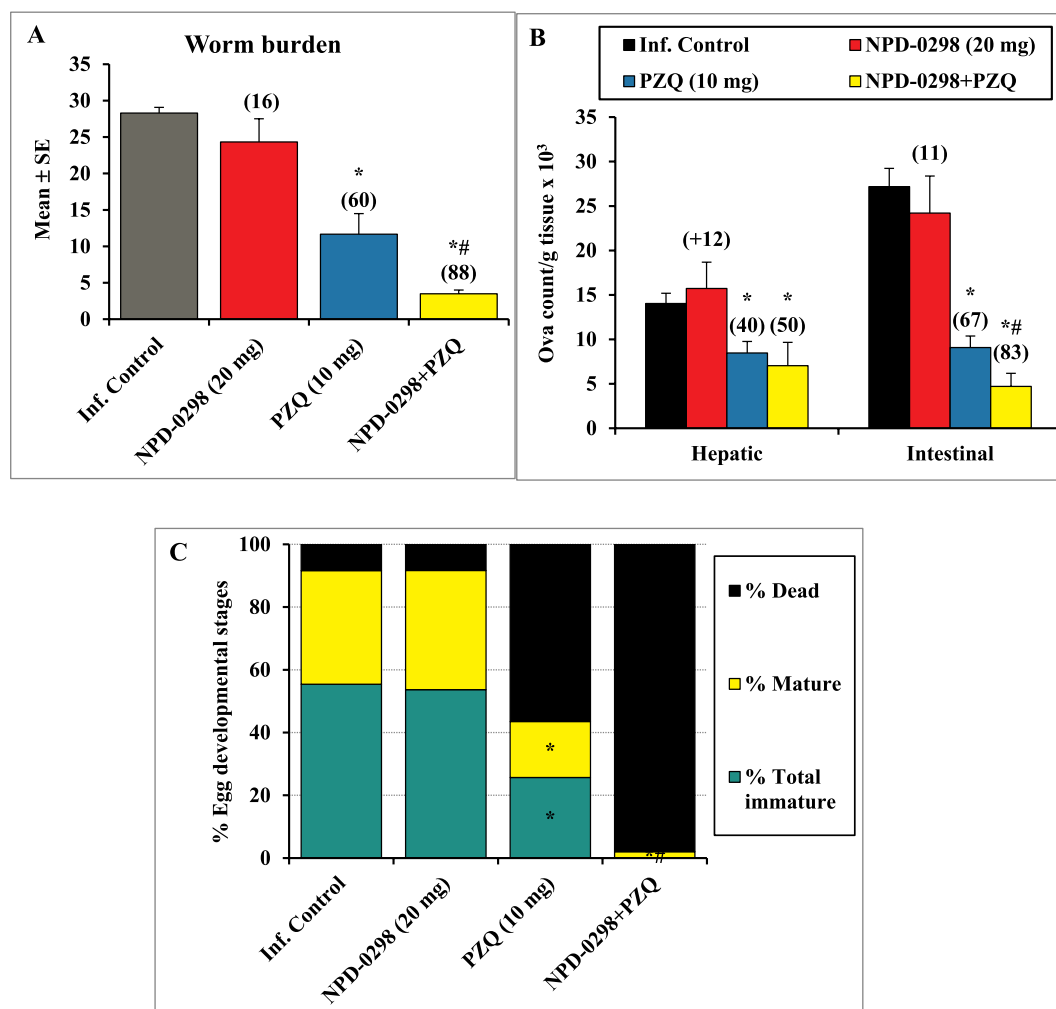 A
Worm burden
Mean ± SE
35
30
25
20
15
10
5
0
(16)
*
(60)
*#
(88)
Inf. Control
NPD-0298 (20 mg)
PZQ (10 mg)
NPD-0298+PZQ
B
Inf. Control
NPD-0298 (20 mg)
PZQ (10 mg)
NPD-0298+PZQ
Ova count/g tissue x 10³
35
30
25
20
15
10
5
0
(+12)
*
(40)
*
(50)
(11)
*
(67)
*#
(83)
Hepatic
Intestinal
C
% Egg developmental stages
100
80
60
40
20
0
*
*
*#
Inf. Control
NPD-0298 (20 mg)
PZQ (10 mg)
NPD-0298+PZQ
% Dead
% Mature
% Total
immature